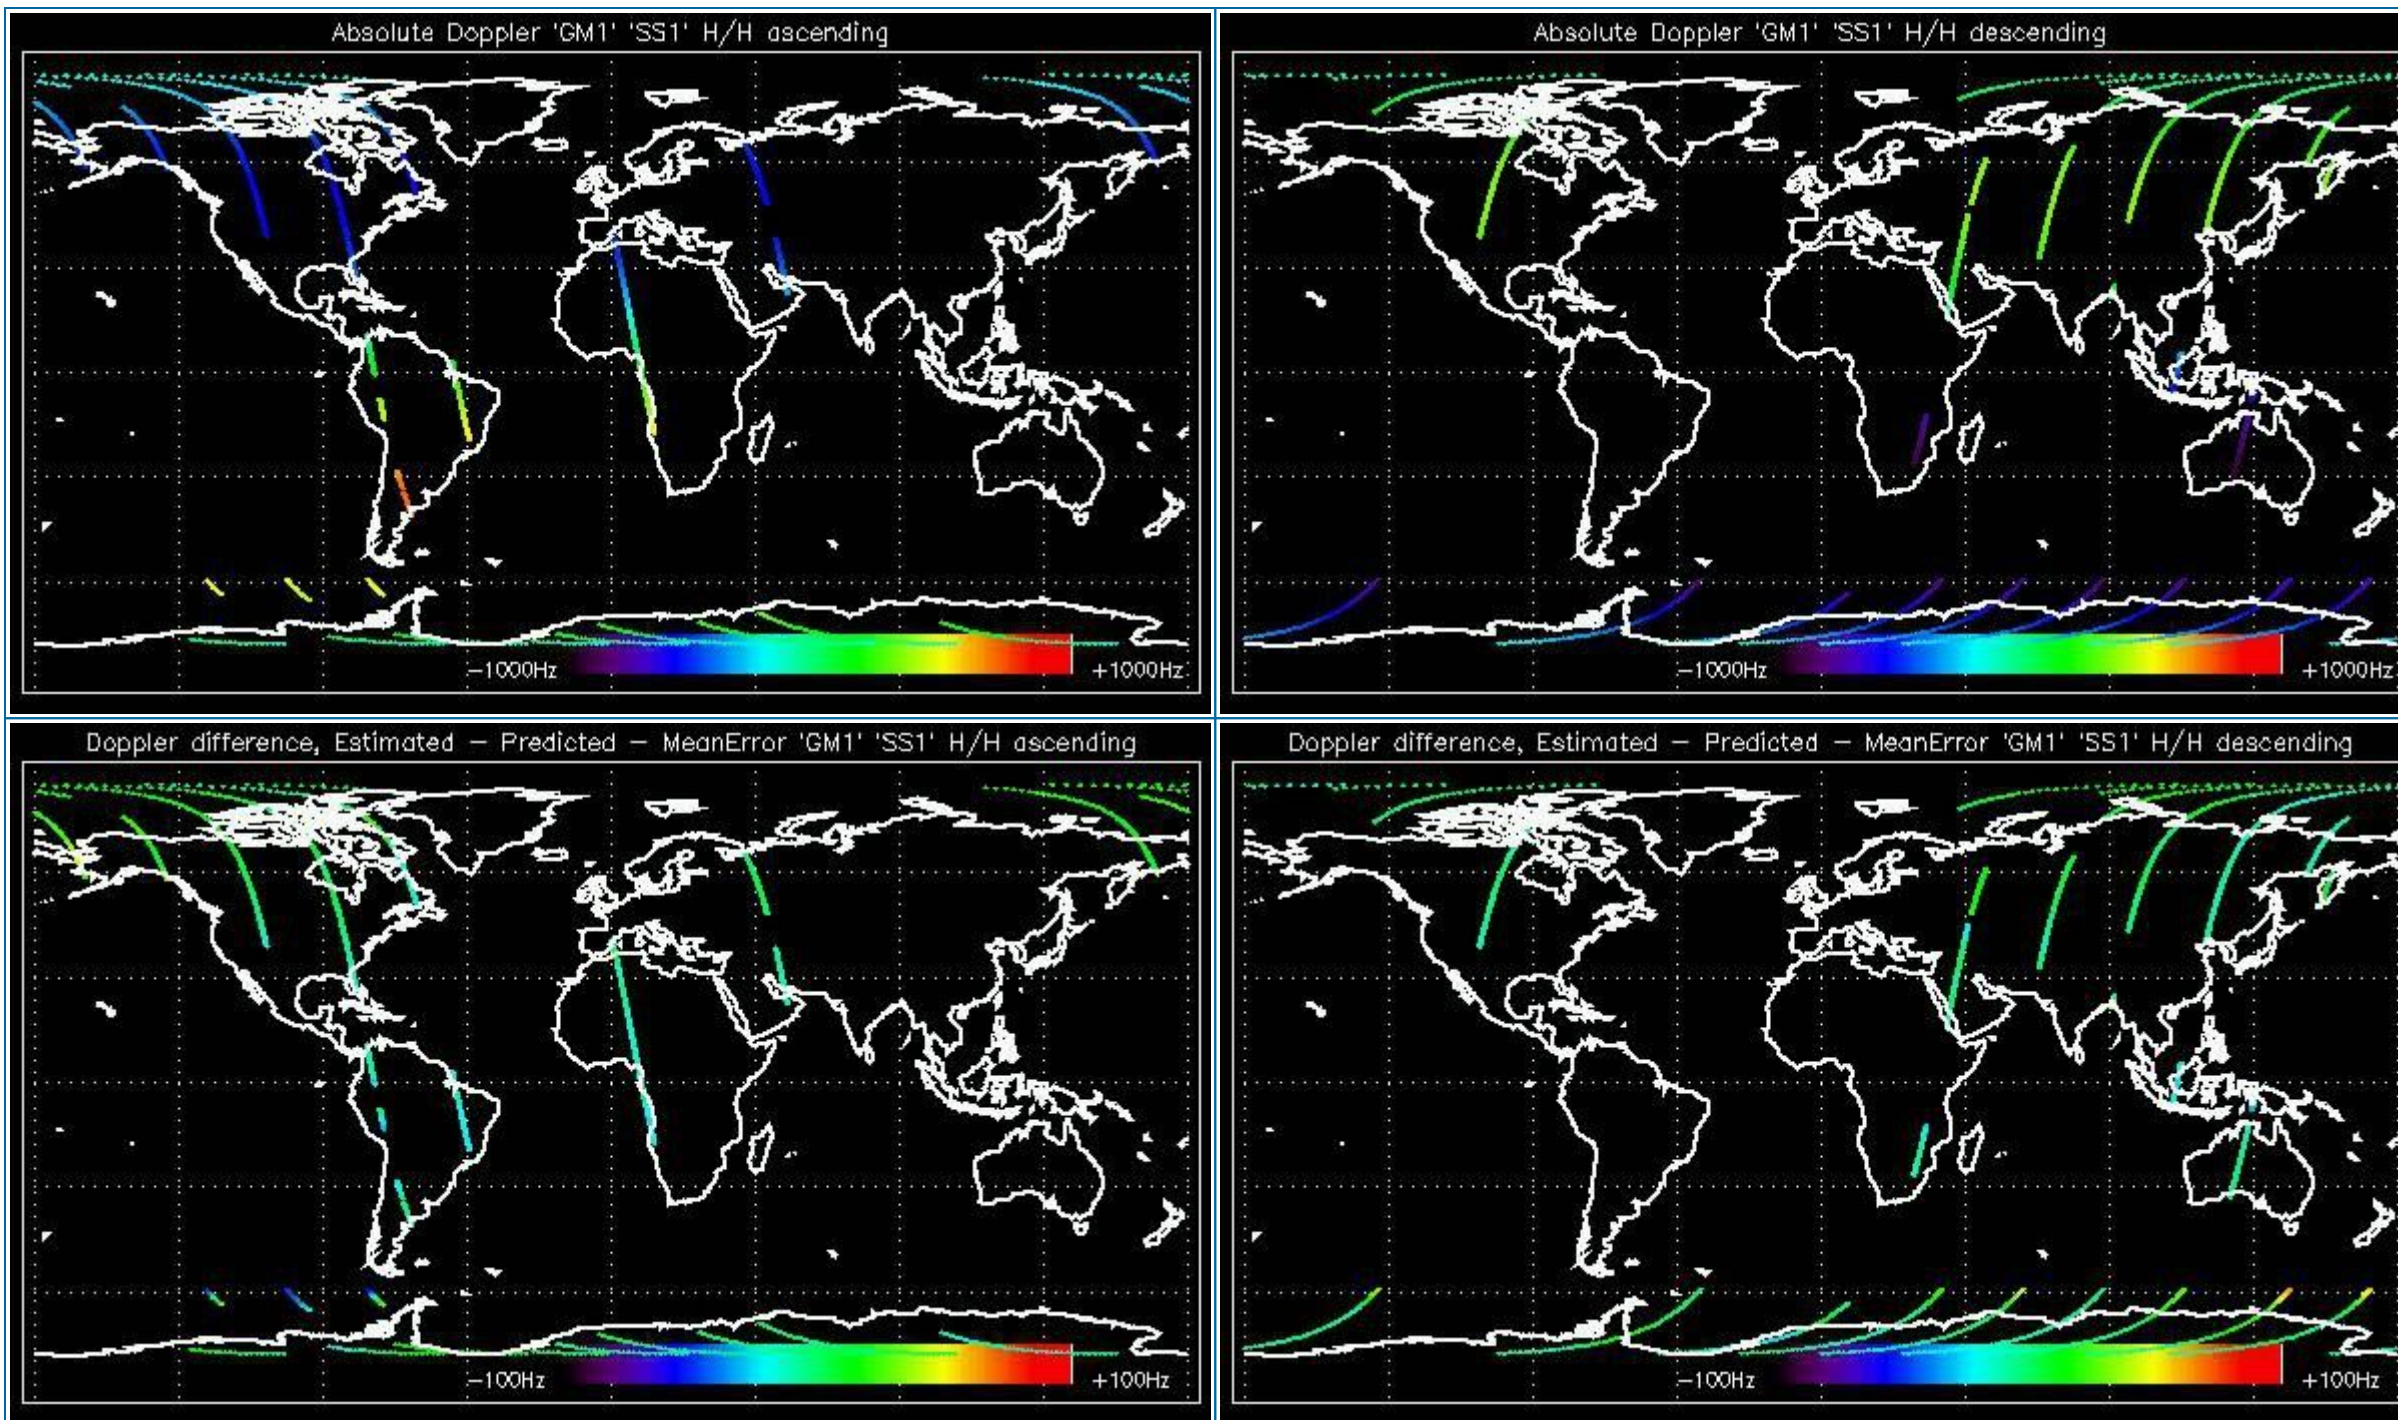 Absolute Doppler 'GM1' 'SS1' H/H ascending
−1000Hz
+1000Hz
Absolute Doppler 'GM1' 'SS1' H/H descending
−1000Hz
+1000Hz
Doppler difference, Estimated − Predicted − MeanError 'GM1' 'SS1' H/H ascending
−100Hz
+100Hz
Doppler difference, Estimated − Predicted − MeanError 'GM1' 'SS1' H/H descending
−100Hz
+100Hz